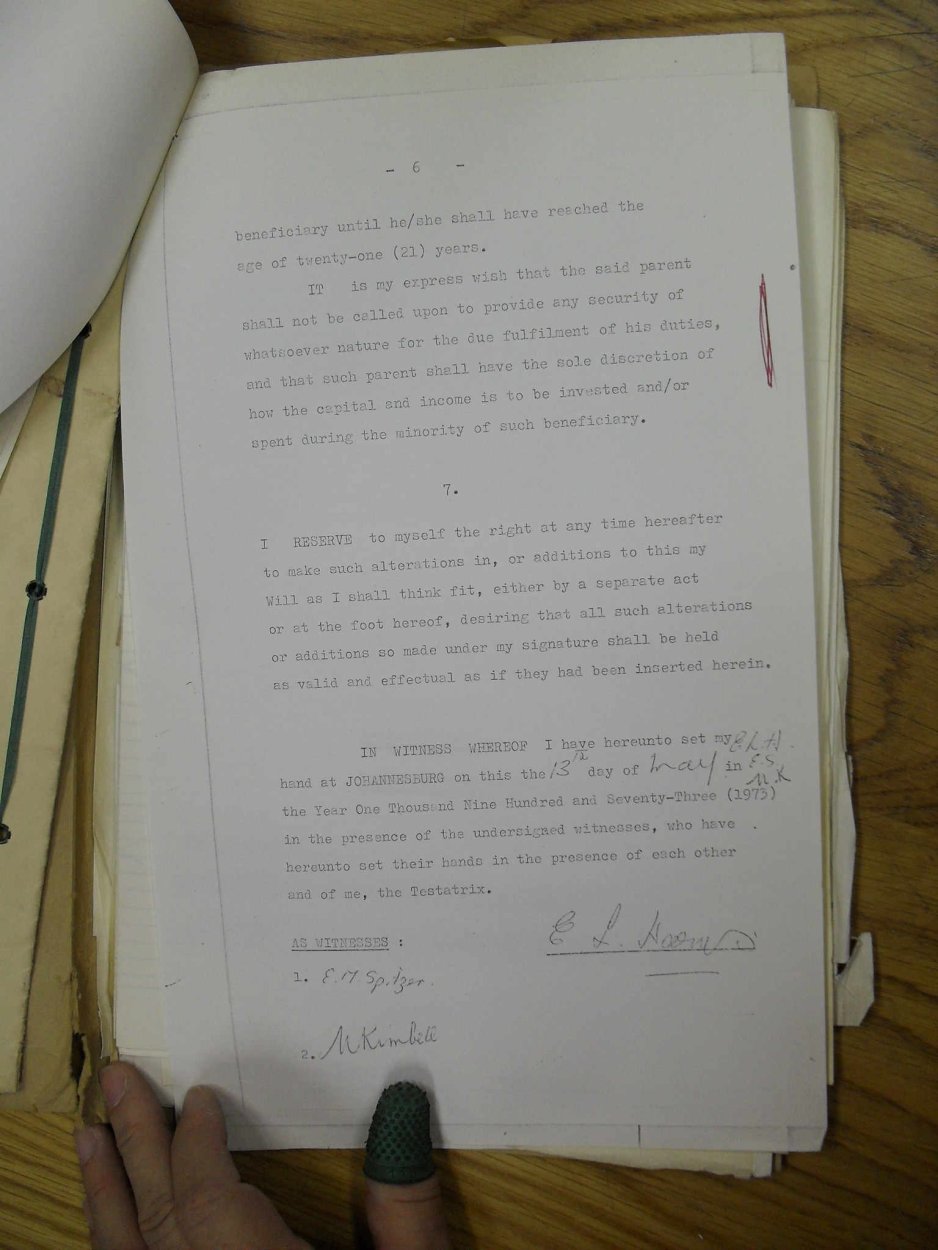 - 6 -
beneficiary until he/she shall have reached the
age of twenty-one (21) years.
IT is my express wish that the said parent
shall not be called upon to provide any security of
whatsoever nature for the due fulfilment of his duties,
and that such parent shall have the sole discretion of
how the capital and income is to be invested and/or
spent during the minority of such beneficiary.
7.
I RESERVE to myself the right at any time hereafter
to make such alterations in, or additions to this my
Will as I shall think fit, either by a separate act
or at the foot hereof, desiring that all such alterations
or additions so made under my signature shall be held
as valid and effectual as if they had been inserted herein.
IN WITNESS WHEREOF I have hereunto set my E.L.H.
hand at JOHANNESBURG on this the 13th day of May in E.S.
M.K
the Year One Thousand Nine Hundred and Seventy-Three (1973)
in the presence of the undersigned witnesses, who have
hereunto set their hands in the presence of each other
and of me, the Testatrix.
E L.
AS WITNESSES :
1. E.M Spitzer.
2. M Kimbell